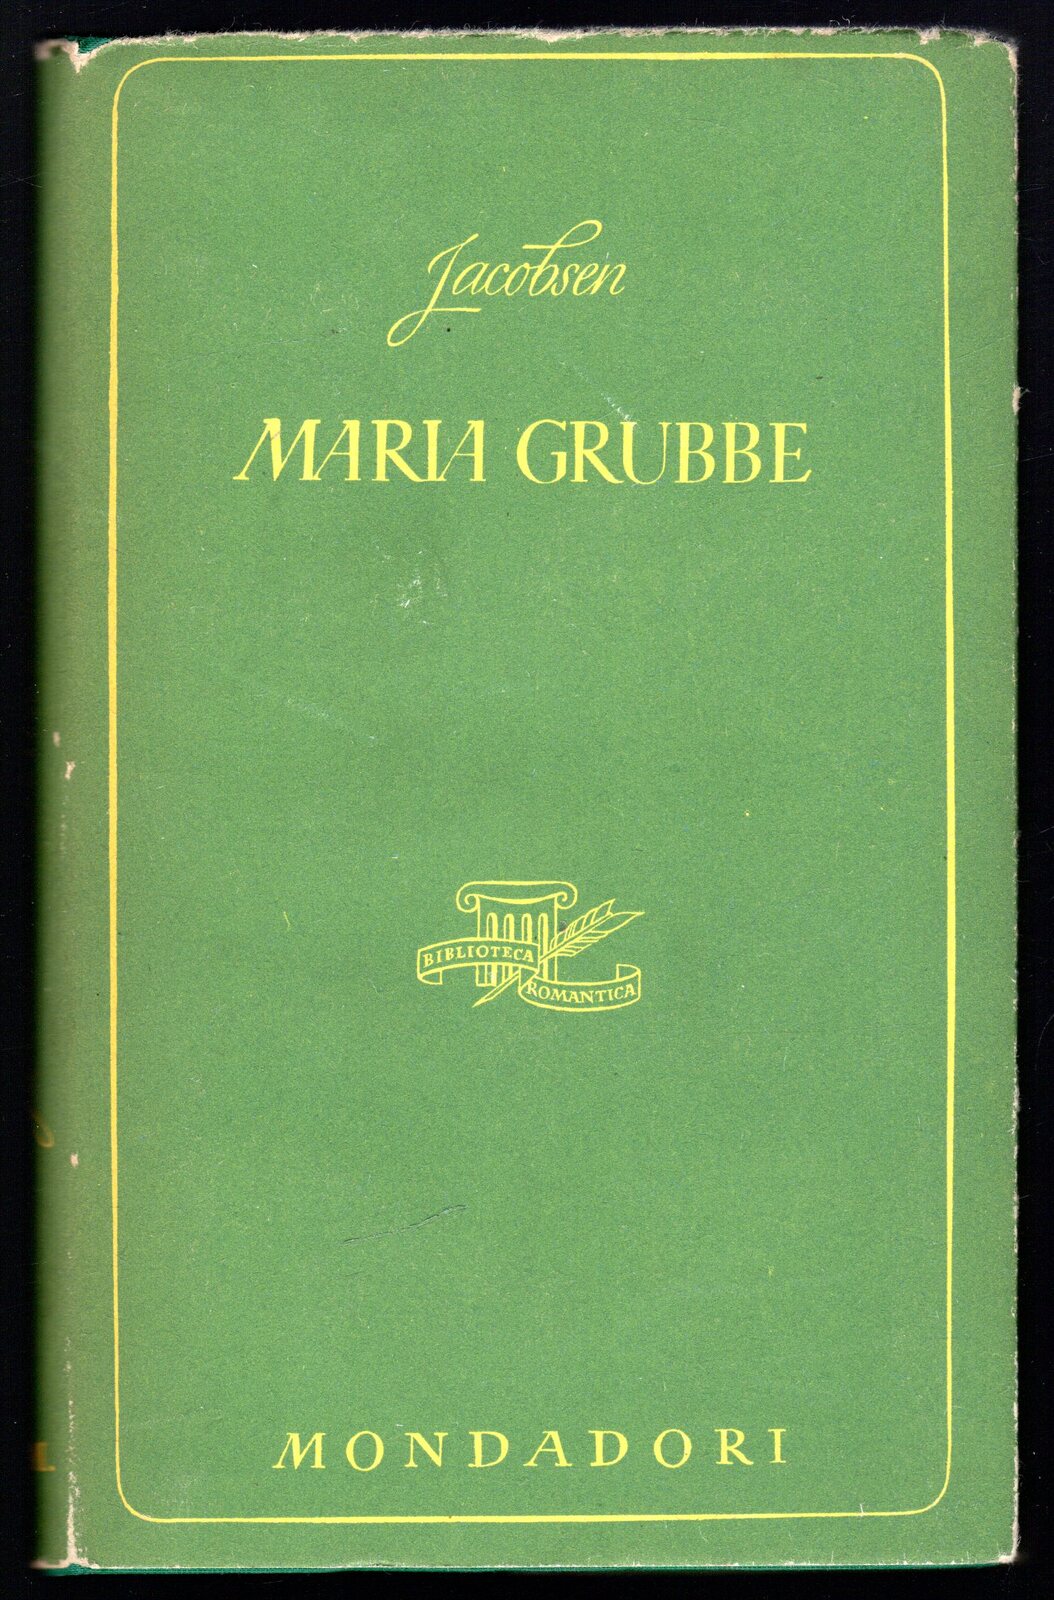 Jacobsen
MARIA GRUBBE
BIBLIOTECA
ROMANTICA
MONDADORI